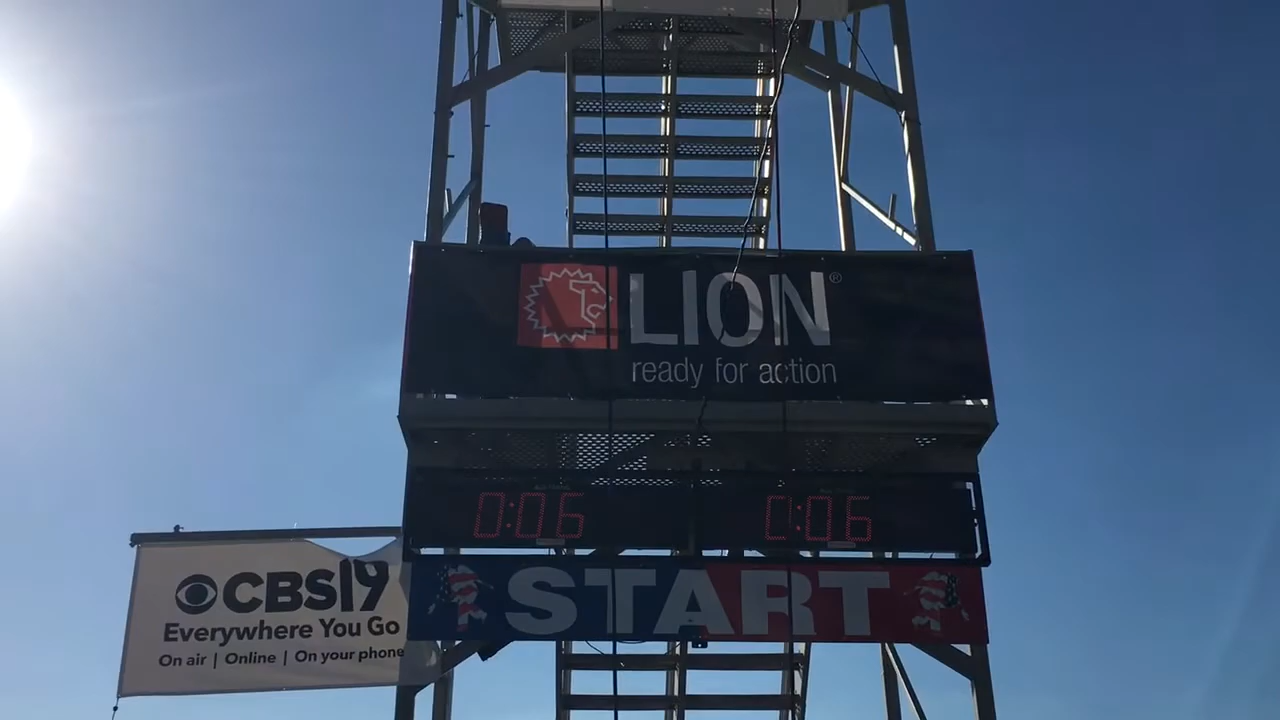 LION®
ready for action
0:06 0:06
START
CBS19
Everywhere You Go
On air | Online | On your phone